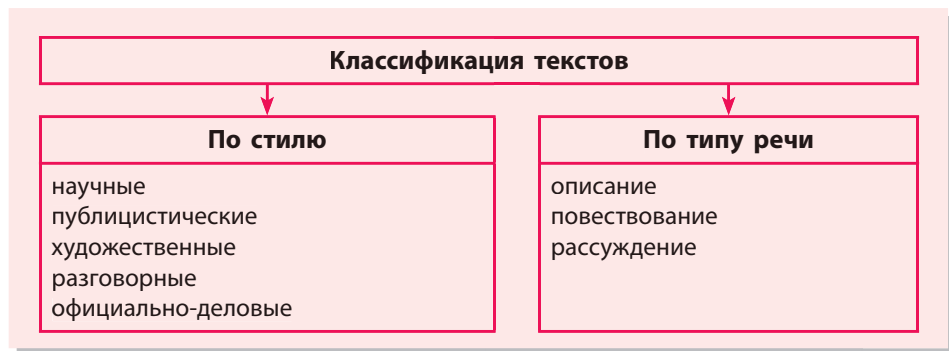 Классификация текстов
По стилю
научные
публицистические
художественные
разговорные
официально-деловые
По типу речи
описание
повествование
рассуждение